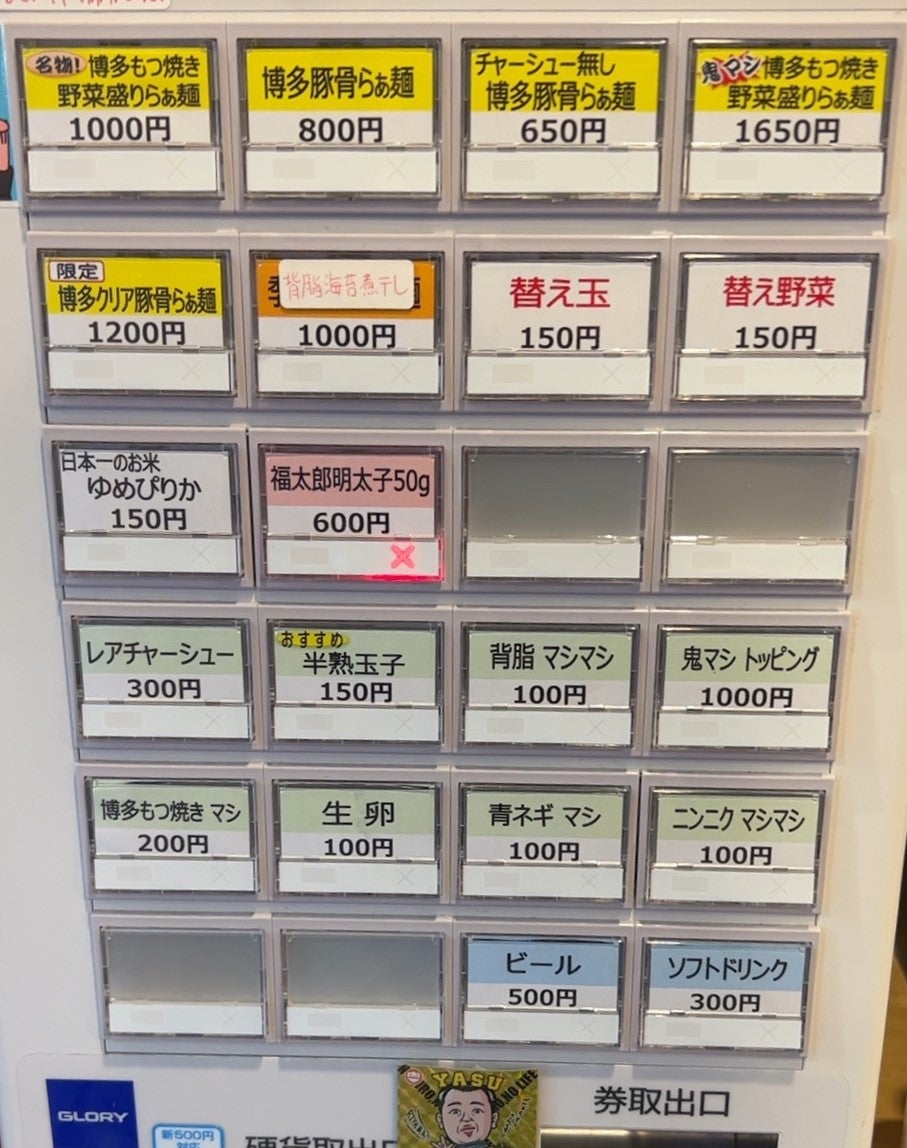 名物! 博多もつ焼き
野菜盛りらぁ麺
1000円
博多豚骨らぁ麺
800円
チャーシュー無し
博多豚骨らぁ麺
650円
鬼マシ 博多もつ焼き
野菜盛りらぁ麺
1650円
限定
博多クリア豚骨らぁ麺
1200円
背脂海苔煮干し
1000円
替え玉
150円
替え野菜
150円
日本一のお米
ゆめぴりか
150円
福太郎明太子50g
600円
レアチャーシュー
300円
おすすめ
半熟玉子
150円
背脂 マシマシ
100円
鬼マシ トッピング
1000円
博多もつ焼き マシ
200円
生 卵
100円
青ネギ マシ
100円
ニンニク マシマシ
100円
ビール
500円
ソフトドリンク
300円
GLORY
新500円
YASU
券取出口